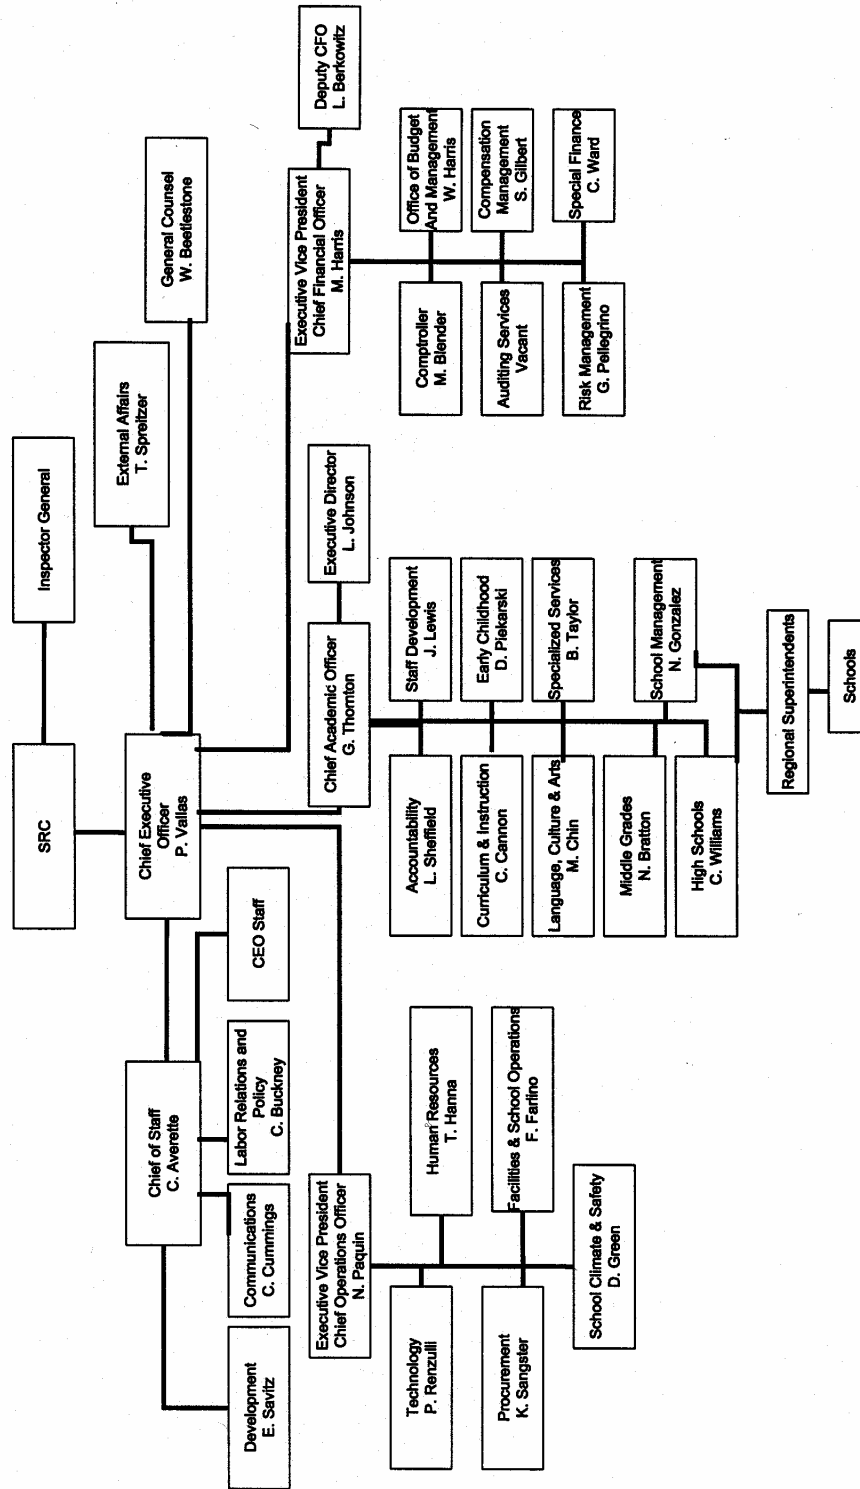 SRC
Inspector General
Chief of Staff
C. Averette
Chief Executive
Officer
P. Vallas
External Affairs
T. Spreitzer
General Counsel
W. Beetlestone
Development
E. Savitz
Communications
C. Cummings
Labor Relations and
Policy
C. Buckney
CEO Staff
Executive Vice President
Chief Operations Officer
N. Paquin
Chief Academic Officer
G. Thornton
Executive Director
L. Johnson
Executive Vice President
Chief Financial Officer
M. Harris
Deputy CFO
L. Berkowitz
Technology
P. Renzulli
Human Resources
T. Hanna
Procurement
K. Sangster
Facilities & School Operations
F. Farlino
School Climate & Safety
D. Green
Accountability
L. Sheffield
Staff Development
J. Lewis
Curriculum & Instruction
C. Cannon
Early Childhood
D. Piekarski
Language, Culture & Arts
M. Chin
Specialized Services
B. Taylor
Middle Grades
N. Bratton
School Management
N. Gonzalez
High Schools
C. Williams
Regional Superintendents
Schools
Comptroller
M. Blender
Office of Budget
And Management
W. Harris
Auditing Services
Vacant
Compensation
Management
S. Gilbert
Risk Management
G. Pellegrino
Special Finance
C. Ward